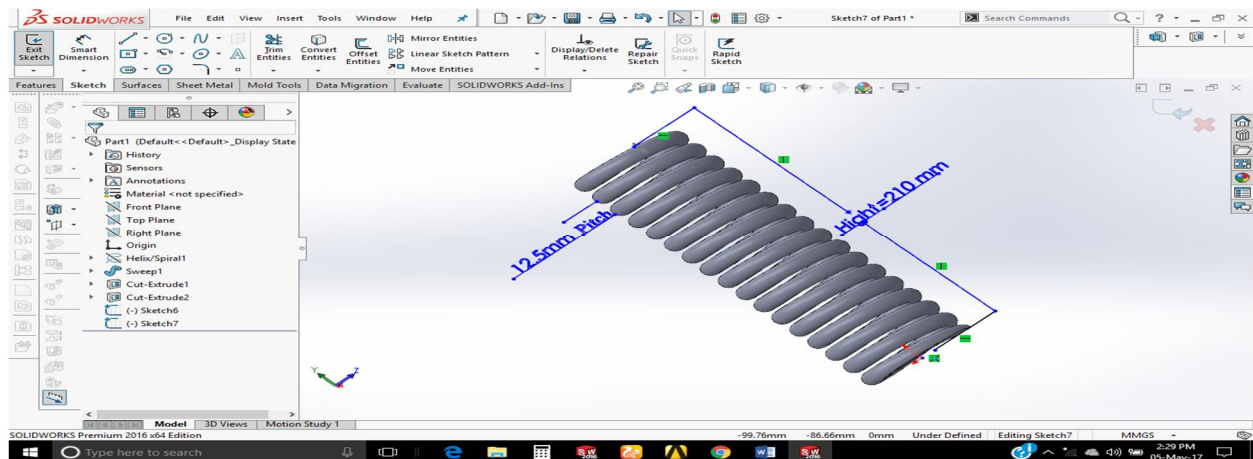 SOLIDWORKS File Edit View Insert Tools Window Help Sketch7 of Part1 * Search Commands
Exit Sketch
Smart Dimension
Trim Entities
Convert Entities
Offset Entities
Mirror Entities
Linear Sketch Pattern
Move Entities
Display/Delete Relations
Repair Sketch
Quick Snaps
Rapid Sketch
Features Sketch Surfaces Sheet Metal Mold Tools Data Migration Evaluate SOLIDWORKS Add-Ins
Part1 (Default<<Default>_Display State
History
Sensors
Annotations
Material <not specified>
Front Plane
Top Plane
Right Plane
Origin
Helix/Spiral1
Sweep1
Cut-Extrude1
Cut-Extrude2
(-) Sketch6
(-) Sketch7
Hight=210 mm
12.5mm Pitch
Y Z
Model 3D Views Motion Study 1
SOLIDWORKS Premium 2016 x64 Edition -99.76mm -86.66mm 0mm Under Defined Editing Sketch7 MMGS
Type here to search 2:29 PM
05-May-17